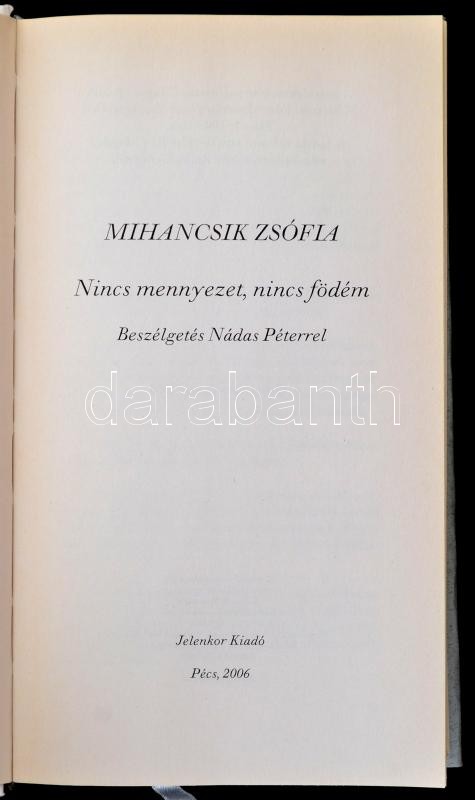 MIHANCSIK ZSÓFIA
Nincs mennyezet, nincs födém
Beszélgetés Nádas Péterrel
darabanth
Jelenkor Kiadó
Pécs, 2006